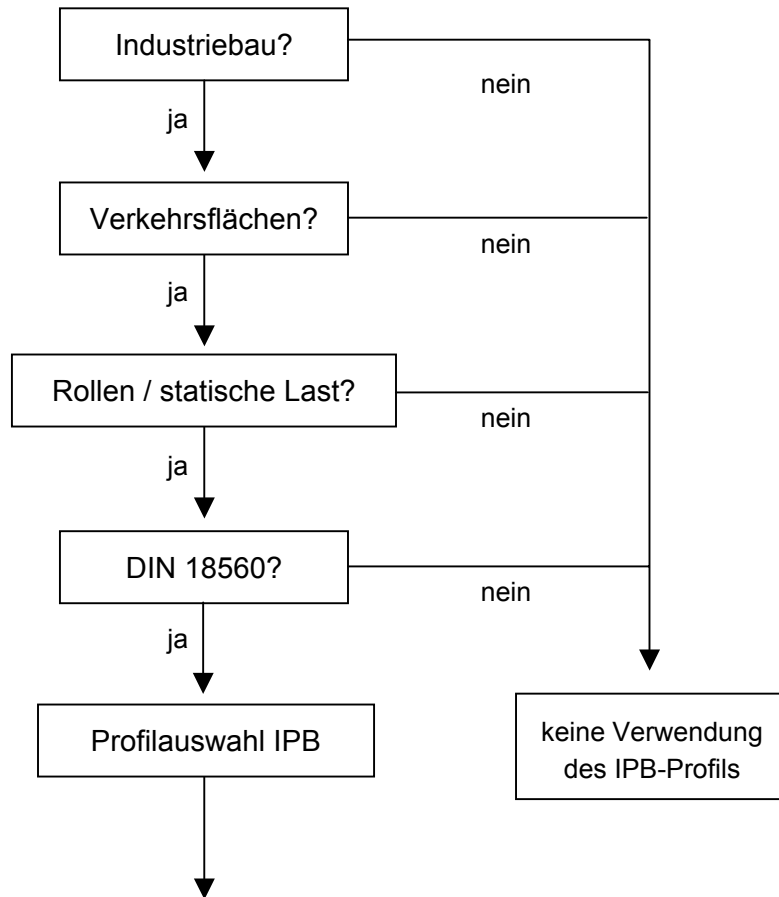 Industriebau?
nein
ja
Verkehrsflächen?
nein
ja
Rollen / statische Last?
nein
ja
DIN 18560?
nein
ja
Profilauswahl IPB
keine Verwendung
des IPB-Profils